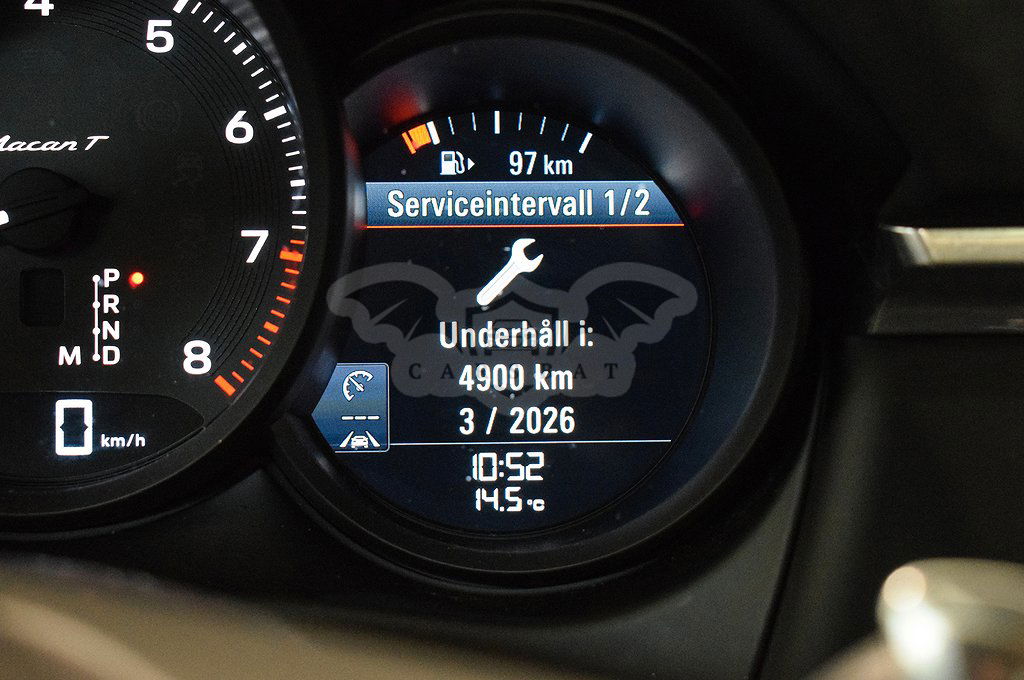 4
5
6
7
8
Macan T
P
R
N
M D
0 km/h
97 km
Serviceintervall 1/2
Underhåll i:
4900 km
3 / 2026
---
10:52
14.5 °C